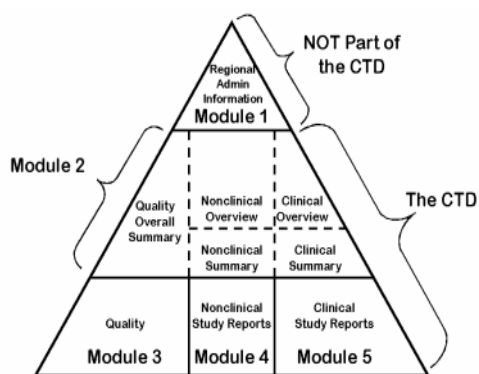 NOT Part of
the CTD
Regional
Admin
Information
Module 1
Module 2
The CTD
Quality
Overall
Summary
Nonclinical
Overview
Clinical
Overview
Nonclinical
Summary
Clinical
Summary
Quality
Module 3
Nonclinical
Study Reports
Module 4
Clinical
Study Reports
Module 5